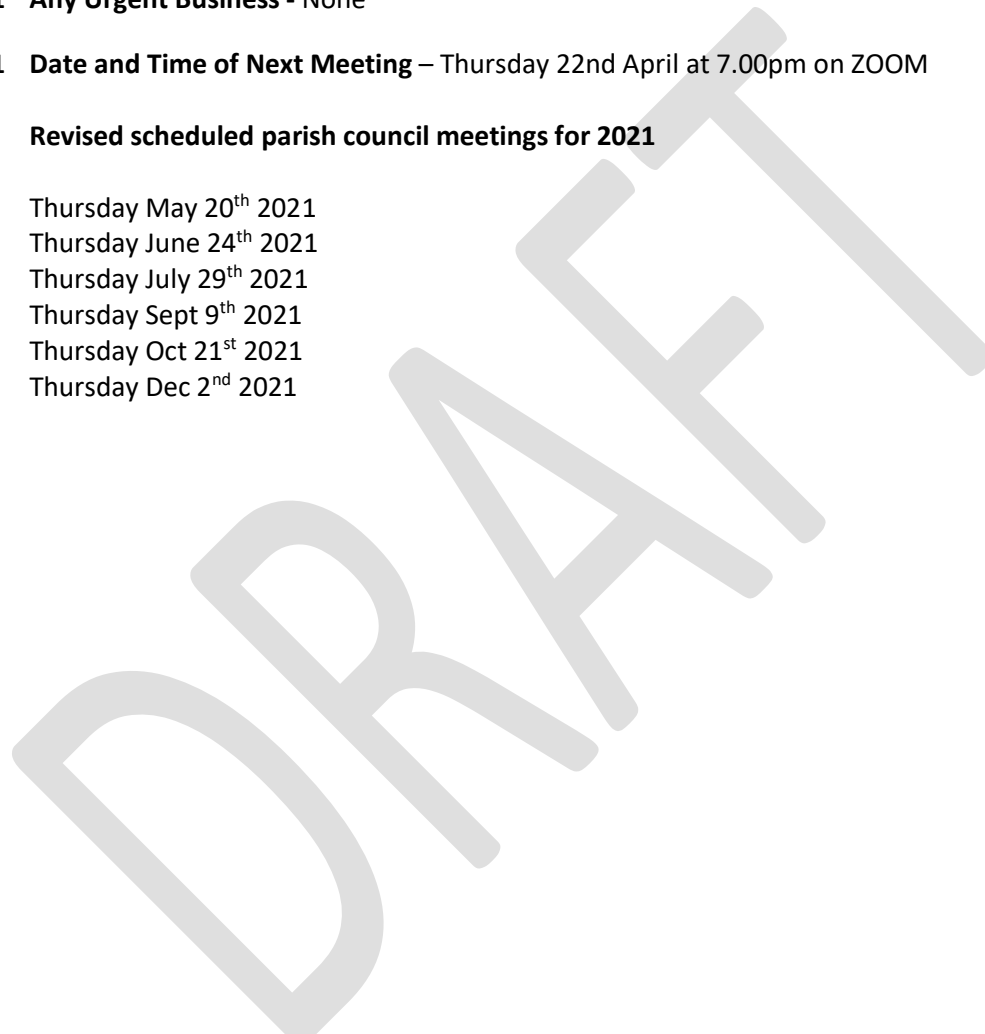 1 Any Urgent Business - None
1 Date and Time of Next Meeting – Thursday 22nd April at 7.00pm on ZOOM
Revised scheduled parish council meetings for 2021
Thursday May 20th 2021
Thursday June 24th 2021
Thursday July 29th 2021
Thursday Sept 9th 2021
Thursday Oct 21st 2021
Thursday Dec 2nd 2021
DRAFT